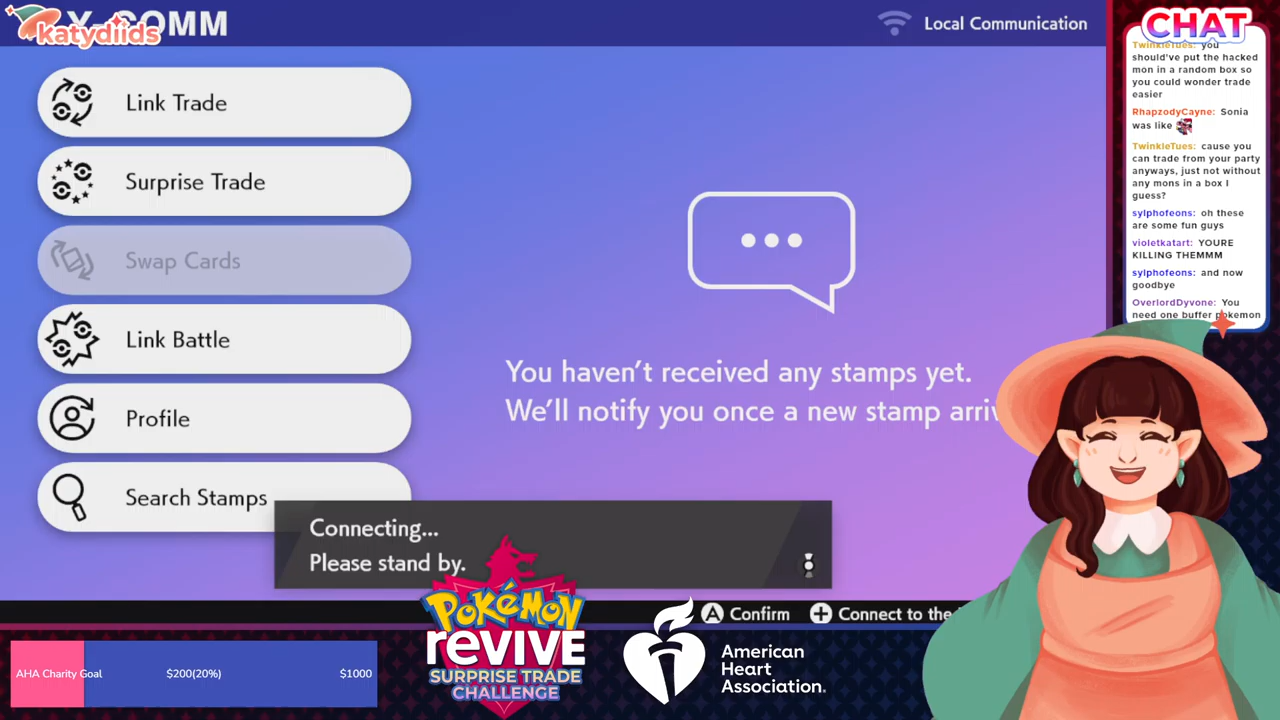 katydiids
COMM
Local Communication
CHAT
Link Trade
Surprise Trade
Swap Cards
Link Battle
Profile
Search Stamps
You haven't received any stamps yet.
We'll notify you once a new stamp
Connecting...
Please stand by.
Confirm
Connect to the
TwinkleTues: you
should've put the hacked
mon in a random box so
you could wonder trade
easier
RhapzodyCayne: Sonia
was like
TwinkleTues: cause you
can trade from your party
anyways, just not without
any mons in a box I
guess?
sylphofeons: oh these
are some fun guys
violetkatart: YOURE
KILLING THEMMM
sylphofeons: and now
goodbye
OverlordDyvone: You
need one buffer pokemon
AHA Charity Goal
$200(20%)
$1000
POKéMON
reVIVE
SURPRISE TRADE
CHALLENGE
American
Heart
Association.